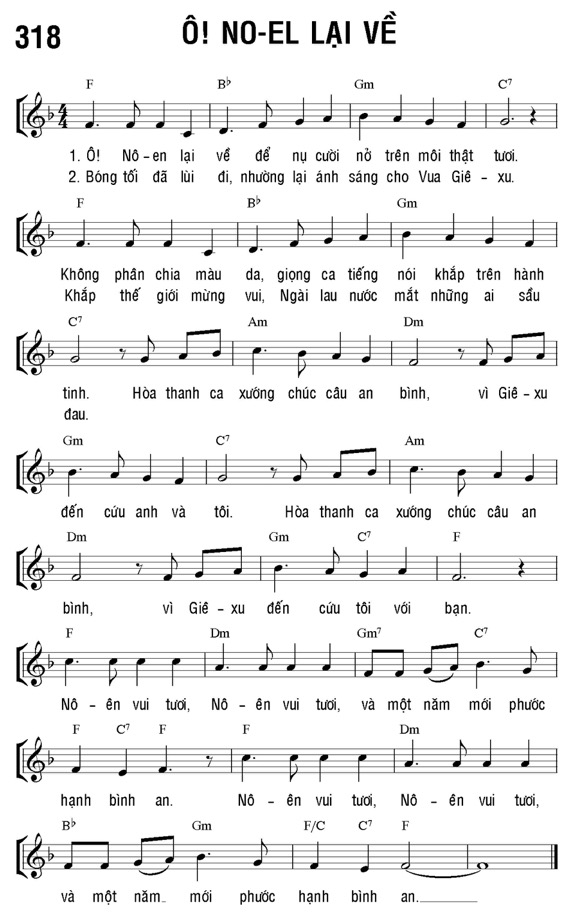 318
Ô! NO-EL LẠI VỀ
F B♭ Gm C7
4
4
1. Ô! Nô-en lại về để nụ cười nở trên môi thật tươi.
2. Bóng tối đã lùi đi, nhường lại ánh sáng cho Vua Giê-xu.
F B♭ Gm
Không phân chia màu da, giọng ca tiếng nói khắp trên hành
Khắp thế giới mừng vui, Ngài lau nước mắt những ai sầu
C7 Am Dm
tinh. Hòa thanh ca xướng chúc câu an bình, vì Giê-xu
đau.
Gm C7 Am
đến cứu anh và tôi. Hòa thanh ca xướng chúc câu an
Dm Gm C7 F
bình, vì Giê-xu đến cứu tôi với bạn.
F Dm Gm7 C7
Nô-ên vui tươi, Nô-ên vui tươi, và một năm mới phước
F C7 F F Dm
hạnh bình an. Nô-ên vui tươi, Nô-ên vui tươi,
B♭ Gm F/C C7 F
và một năm mới phước hạnh bình an.